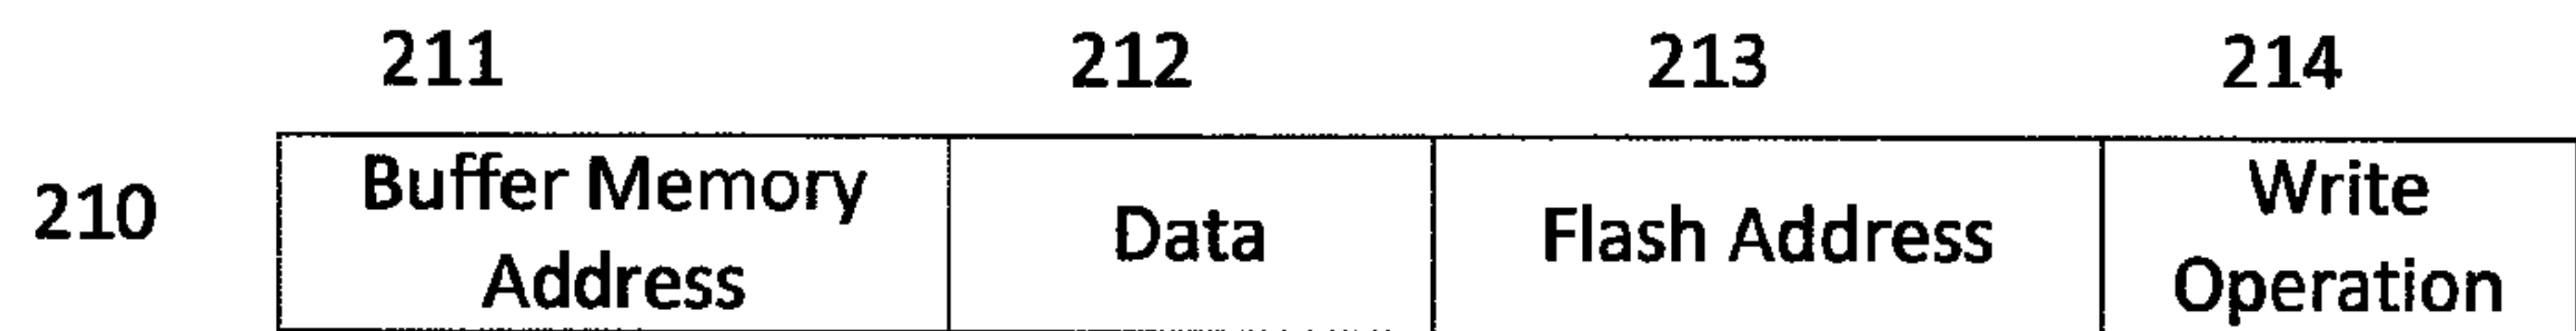 211 212 213 214
210
Buffer Memory
Address
Data
Flash Address
Write
Operation